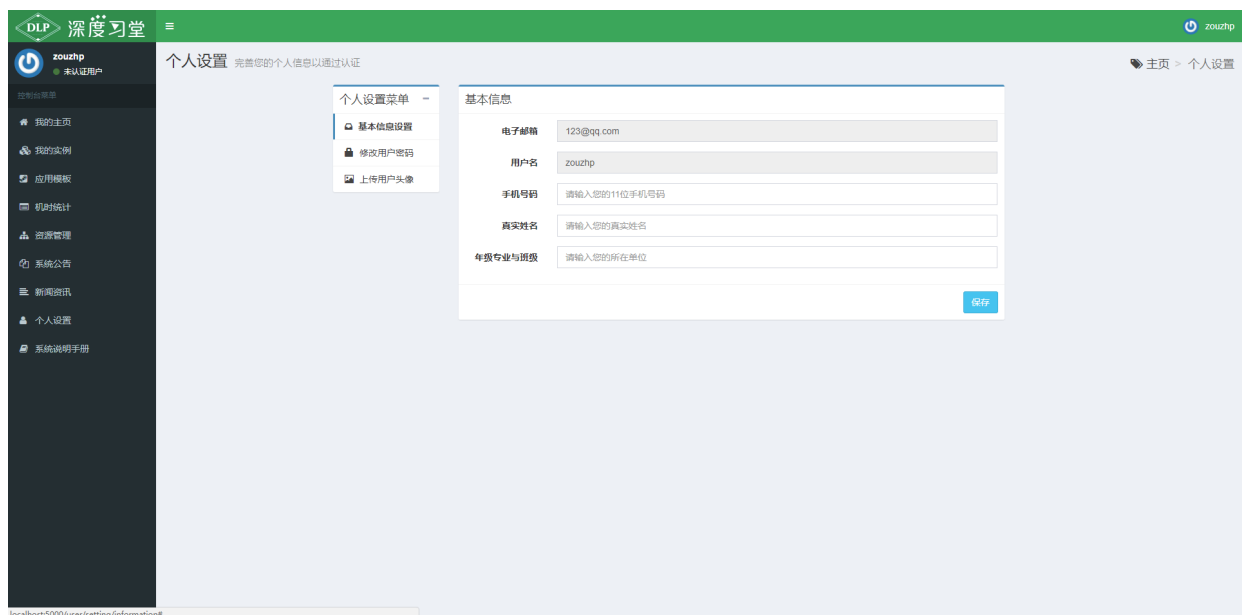 DLP 深度习堂
zouzhp
zouzhp
未认证用户
控制台菜单
我的主页
我的实例
应用模板
机时统计
资源管理
系统公告
新闻资讯
个人设置
系统说明手册
个人设置 完善您的个人信息以通过认证
主页 > 个人设置
个人设置菜单
基本信息设置
修改用户密码
上传用户头像
基本信息
电子邮箱 123@qq.com
用户名 zouzhp
手机号码 请输入您的11位手机号码
真实姓名 请输入您的真实姓名
年级专业与班级 请输入您的所在单位
保存
localhost:5000/user/setting/information#